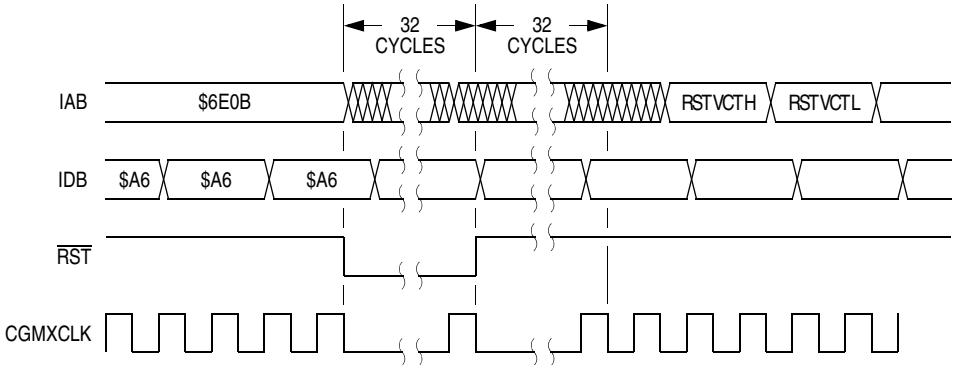 32
CYCLES
32
CYCLES
IAB
$6E0B
RSTVCTH
RSTVCTL
IDB
$A6
$A6
$A6
RST
CGMXCLK